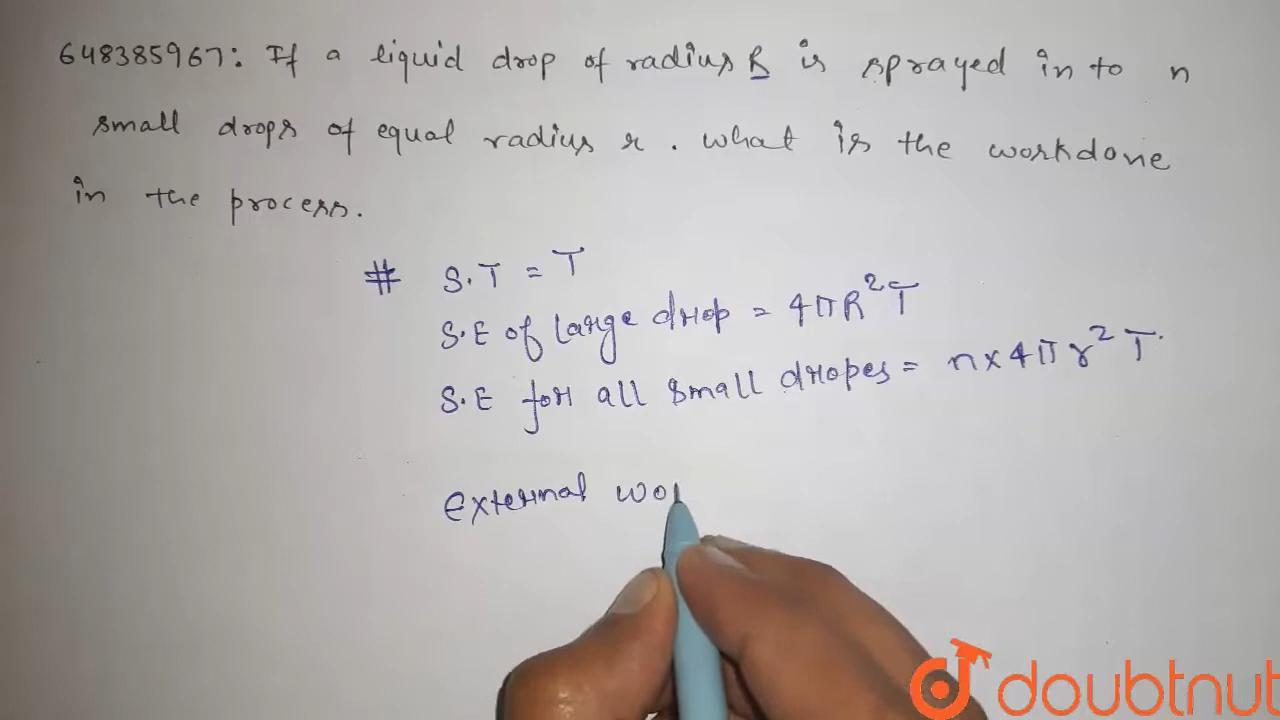 648385967: If a liquid drop of radius R is sprayed in to n
small drops of equal radius r. what is the workdone
in the process.
# S.T = T
S.E of large drop = 4πR²T
S.E for all small dropes = n×4πr²T.
External wor
doubtnut